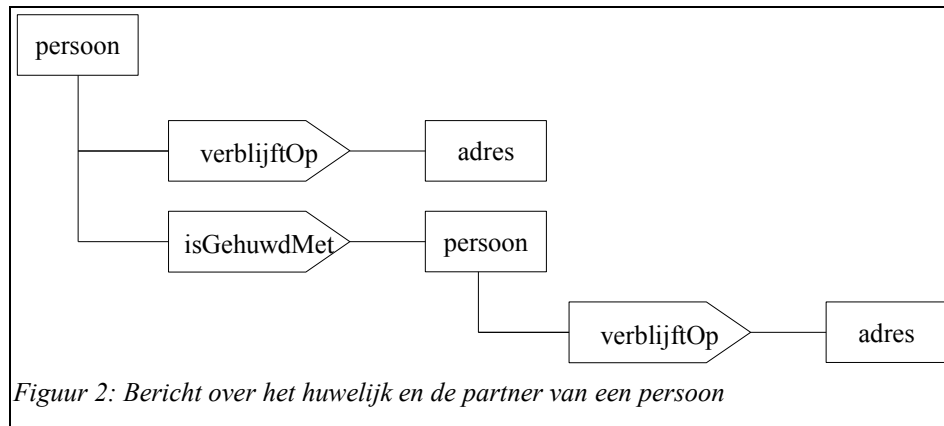 persoon
verblijftOp
adres
isGehuwdMet
persoon
verblijftOp
adres
Figuur 2: Bericht over het huwelijk en de partner van een persoon